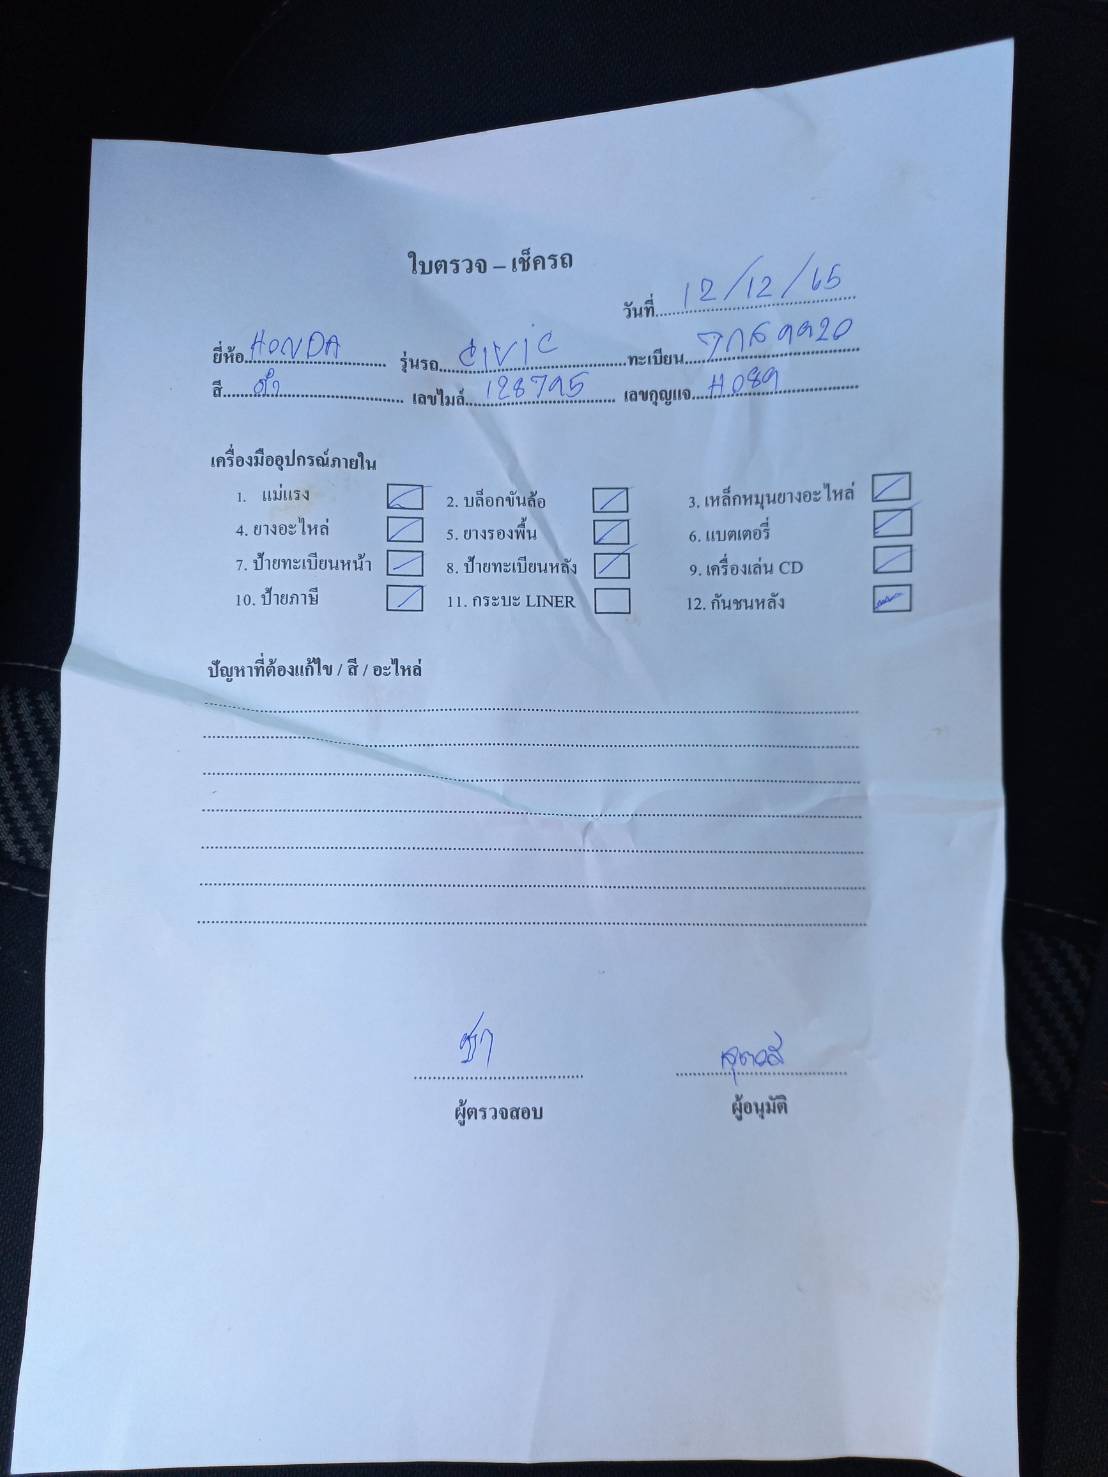 ใบตรวจ – เช็ครถ
วันที่ 12/12/65
ยี่ห้อ HONDA รุ่นรถ CIVIC ทะเบียน 7กธ 9920
สี ดำ เลขไมล์ 128795 เลขกุญแจ H089
เครื่องมืออุปกรณ์ภายใน
1. แม่แรง 2. บล็อกขันล้อ 3. เหล็กหมุนยางอะไหล่
4. ยางอะไหล่ 5. ยางรองพื้น 6. แบตเตอรี่
7. ป้ายทะเบียนหน้า 8. ป้ายทะเบียนหลัง 9. เครื่องเล่น CD
10. ป้ายภาษี 11. กระบะ LINER 12. กันชนหลัง
ปัญหาที่ต้องแก้ไข / สี / อะไหล่
ผู้ตรวจสอบ ผู้อนุมัติ